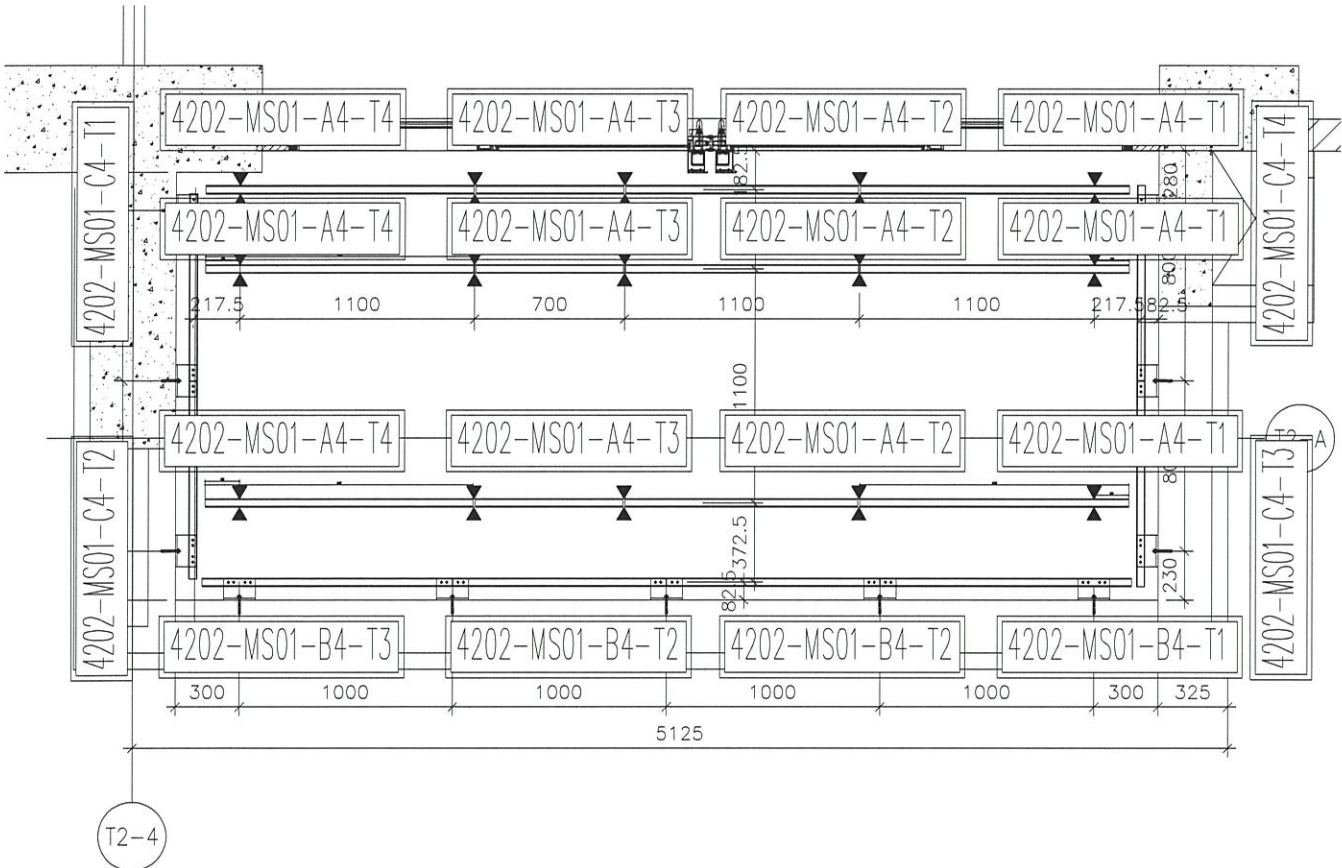 4202-MS01-A4-T4 4202-MS01-A4-T3 4202-MS01-A4-T2 4202-MS01-A4-T1
4202-MS01-C4-T1
4202-MS01-C4-T4
280
4202-MS01-A4-T4 4202-MS01-A4-T3 4202-MS01-A4-T2 4202-MS01-A4-T1
800
217.5 1100 700 1100 1100 217.5 82.5
1100
4202-MS01-A4-T4 4202-MS01-A4-T3 4202-MS01-A4-T2 4202-MS01-A4-T1
4202-MS01-C4-T2
4202-MS01-C4-T3
372.5
82.5
230
4202-MS01-B4-T3 4202-MS01-B4-T2 4202-MS01-B4-T2 4202-MS01-B4-T1
300 1000 1000 1000 1000 300 325
5125
T2-4